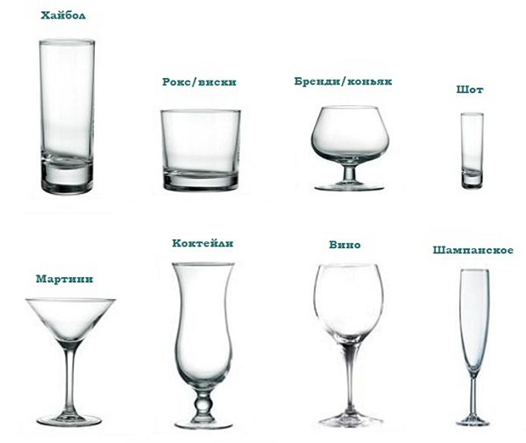 Хайбол
Рокс/виски
Бренди/коньяк
Шот
Мартини
Коктейли
Вино
Шампанское